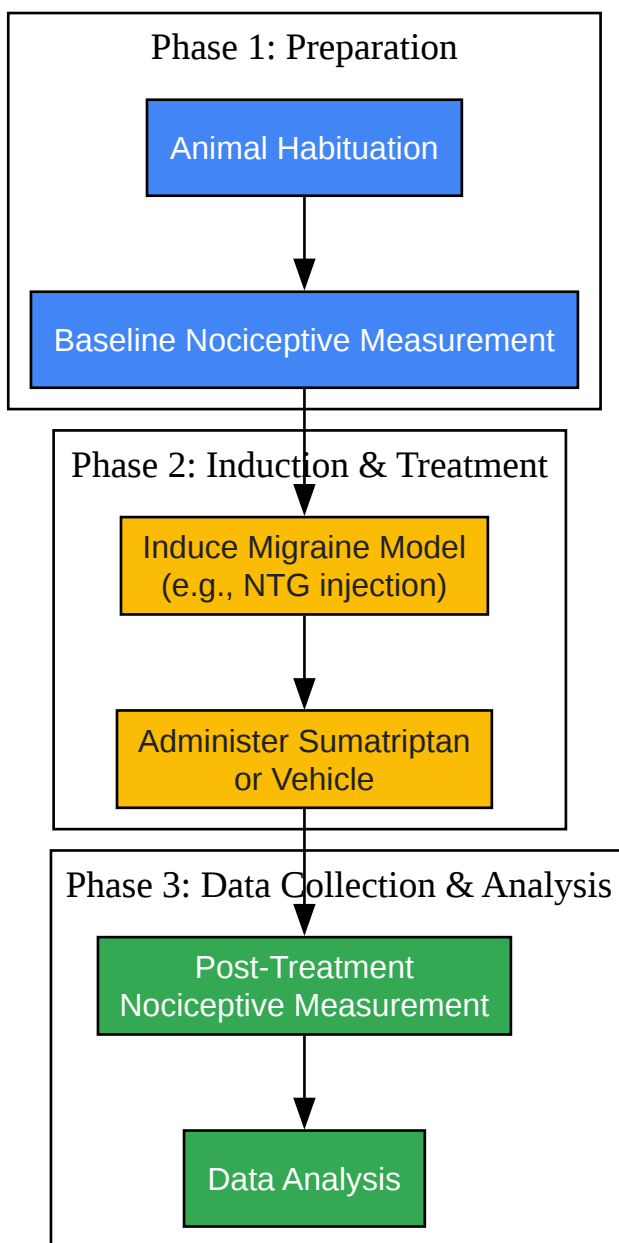 Phase 1: Preparation
Animal Habituation
Baseline Nociceptive Measurement
Phase 2: Induction & Treatment
Induce Migraine Model
(e.g., NTG injection)
Administer Sumatriptan
or Vehicle
Phase 3: Data Collection & Analysis
Post-Treatment
Nociceptive Measurement
Data Analysis